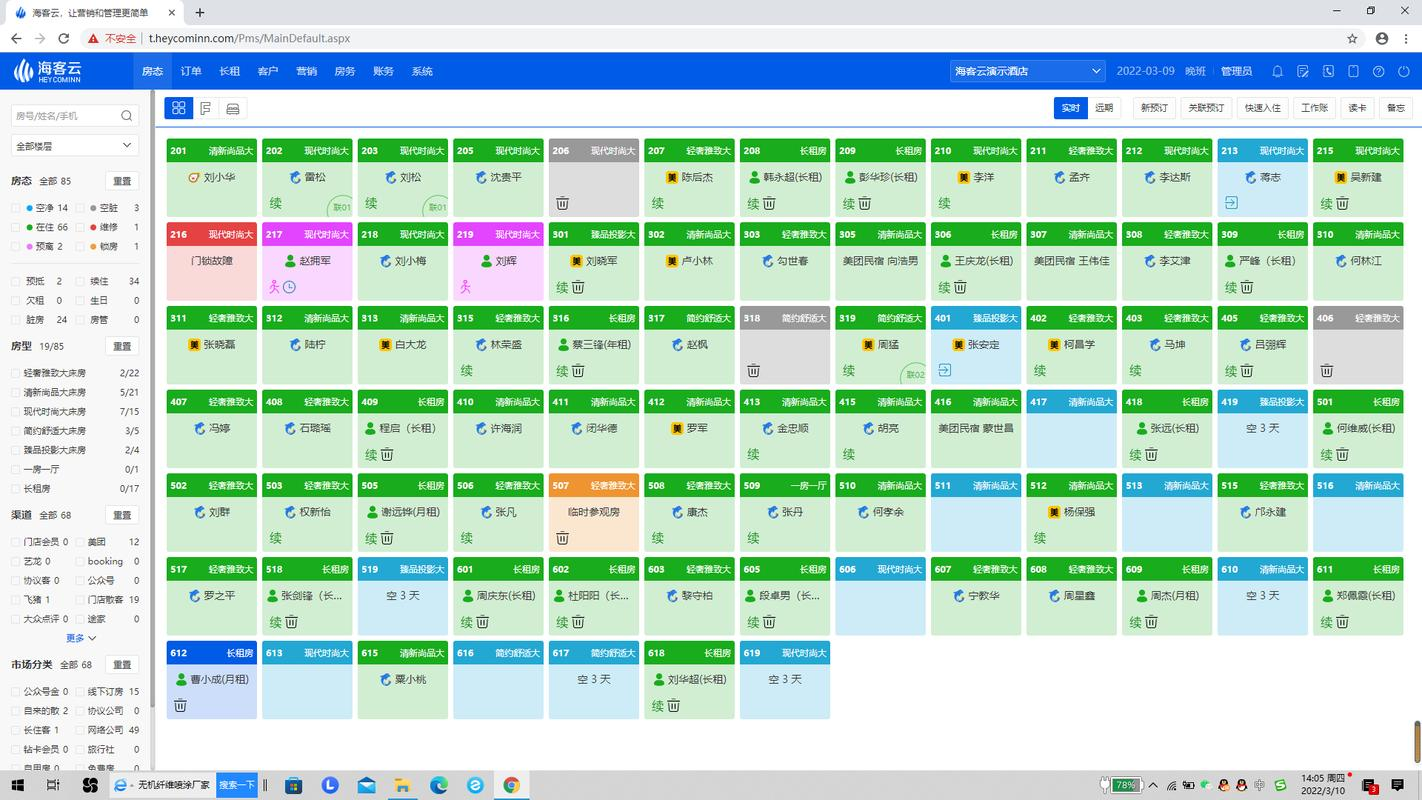 海客云，让营销和管理更简单
不安全 t.heycominn.com/Pms/MainDefault.aspx
海客云 HEYCOMINN 房态 订单 长租 客户 营销 房务 账务 系统 海客云演示酒店 2022-03-09 晚班 管理员
房号/姓名/手机
全部楼层
房态 全部 85 重置
空净 14 空脏 3
在住 66 维修 1
预离 2 锁房 1
预抵 2 续住 34
欠租 0 生日 0
脏房 24 房管 0
房型 19/85 重置
轻奢雅致大床房 2/22
清新尚品大床房 5/21
现代时尚大床房 7/15
简约舒适大床房 3/5
臻品投影大床房 2/4
一房一厅 0/1
长租房 0/17
渠道 全部 68 重置
门店会员 0 美团 12
艺龙 0 booking 0
协议客 0 公众号 0
飞猪 1 门店散客 19
大众点评 0 途家 0
更多
市场分类 全部 68 重置
公众号会 0 线下订房 15
自来的散 2 协议公司 0
长住客 1 网络公司 49
钻卡会员 0 旅行社 0
自用房 0 免费房 0
实时 远期 新预订 关联预订 快速入住 工作账 读卡 备忘
201 清新尚品大 202 现代时尚大 203 现代时尚大 205 现代时尚大 206 现代时尚大 207 轻奢雅致大 208 长租房 209 长租房 210 现代时尚大 211 轻奢雅致大 212 现代时尚大 213 现代时尚大 215 现代时尚大
刘小华 雷松 刘松 沈贵平 美 陈后杰 韩永超(长租) 彭华珍(长租) 美 李洋 孟齐 李达斯 蒋志 美 吴新建
续 联01 续 联01 续 续 续 续 续
216 现代时尚大 217 现代时尚大 218 现代时尚大 219 现代时尚大 301 臻品投影大 302 清新尚品大 303 轻奢雅致大 305 清新尚品大 306 长租房 307 清新尚品大 308 轻奢雅致大 309 长租房 310 清新尚品大
门锁故障 赵拥军 刘小梅 刘辉 美 刘晓军 美 卢小林 勾世春 美团民宿 向浩男 王庆龙(长租) 美团民宿 王伟佳 李艾津 严峰（长租） 何林江
续 续 续
311 轻奢雅致大 312 清新尚品大 313 清新尚品大 315 轻奢雅致大 316 长租房 317 简约舒适大 318 简约舒适大 319 轻奢雅致大 401 臻品投影大 402 轻奢雅致大 403 轻奢雅致大 405 轻奢雅致大 406 轻奢雅致大
美 张晓磊 陆柠 美 白大龙 林荣盛 蔡三锋(年租) 赵枫 美 周猛 美 张安定 美 柯昌学 马坤 吕弼辉
续 续 续 联02 续 续 续
407 轻奢雅致大 408 轻奢雅致大 409 长租房 410 清新尚品大 411 清新尚品大 412 清新尚品大 413 清新尚品大 415 清新尚品大 416 清新尚品大 417 清新尚品大 418 长租房 419 臻品投影大 501 长租房
冯婷 石璐瑶 程启（长租） 许海润 闭华德 美 罗军 金忠顺 胡亮 美团民宿 蒙世昌 张远(长租) 空 3 天 何维威(长租)
续 续 续 续 续
502 轻奢雅致大 503 轻奢雅致大 505 长租房 506 轻奢雅致大 507 轻奢雅致大 508 轻奢雅致大 509 一房一厅 510 清新尚品大 511 清新尚品大 512 清新尚品大 513 清新尚品大 515 轻奢雅致大 516 清新尚品大
刘群 权新怡 谢远铧(月租) 张凡 临时参观房 康杰 张丹 何孝余 美 杨保强 邝永建
续 续 续 续 续 续
517 轻奢雅致大 518 长租房 519 臻品投影大 601 长租房 602 长租房 603 轻奢雅致大 605 长租房 606 现代时尚大 607 轻奢雅致大 608 轻奢雅致大 609 长租房 610 清新尚品大 611 长租房
罗之平 张剑锋（长... 空 3 天 周庆东(长租) 杜阳阳（长... 黎守柏 段卓男（长... 宁教华 周星鑫 周杰(月租) 空 3 天 郑佩霞(长租)
续 续 续 续 续 续
612 长租房 613 现代时尚大 615 清新尚品大 616 简约舒适大 617 简约舒适大 618 长租房 619 现代时尚大
曹小成(月租) 粟小桃 空 3 天 刘华超(长租) 空 3 天
续
无机纤维喷涂厂家 搜索一下 78% 中 14:05 周四
2022/3/10 3